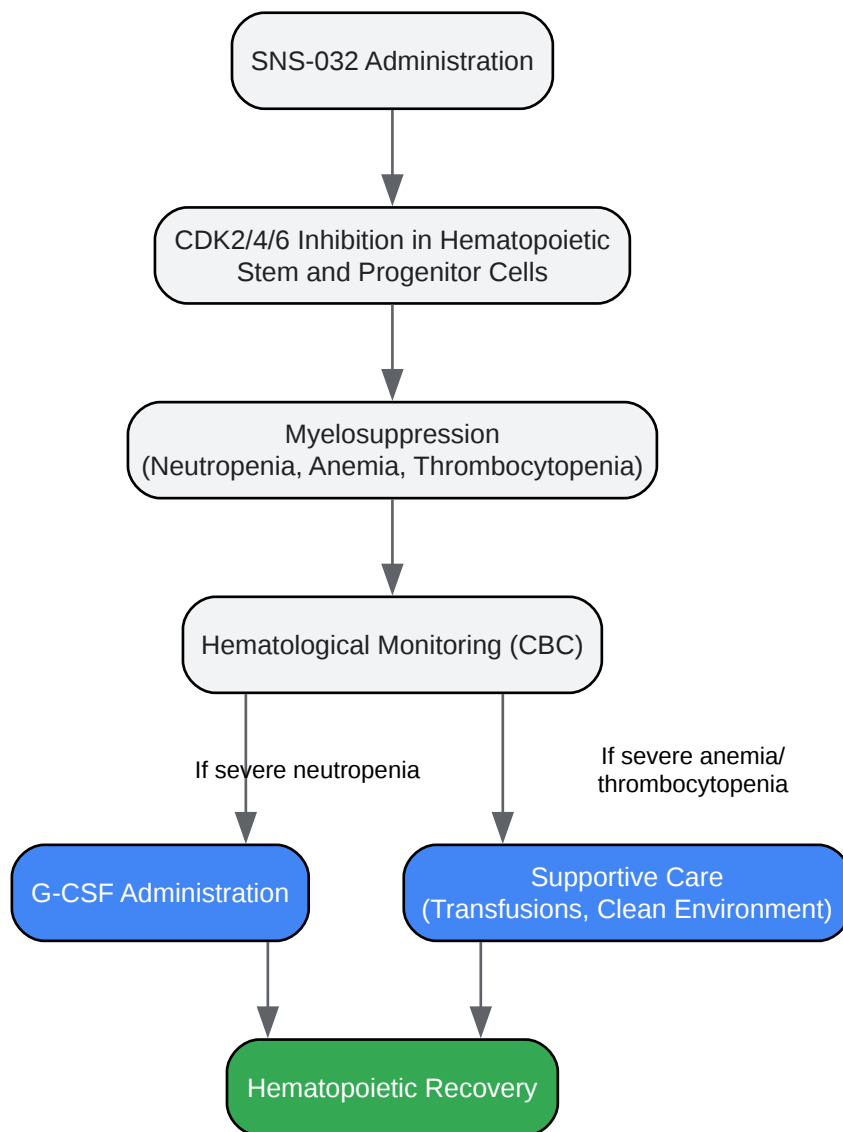 SNS-032 Administration
CDK2/4/6 Inhibition in Hematopoietic
Stem and Progenitor Cells
Myelosuppression
(Neutropenia, Anemia, Thrombocytopenia)
Hematological Monitoring (CBC)
If severe neutropenia
If severe anemia/
thrombocytopenia
G-CSF Administration
Supportive Care
(Transfusions, Clean Environment)
Hematopoietic Recovery